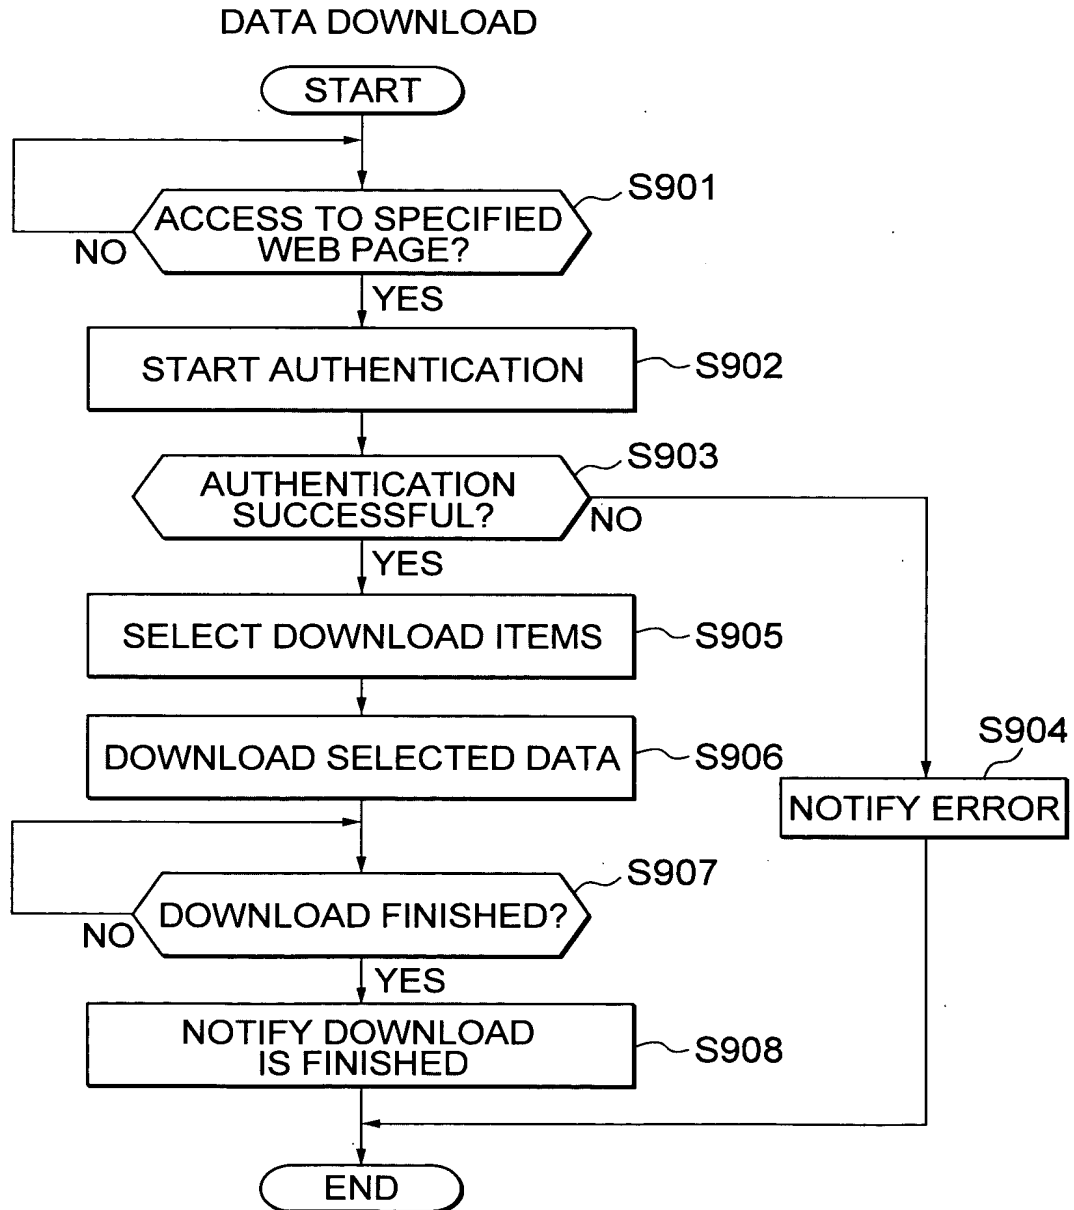 DATA DOWNLOAD
START
S901
ACCESS TO SPECIFIED
WEB PAGE?
NO
YES
START AUTHENTICATION
S902
S903
AUTHENTICATION
SUCCESSFUL?
NO
YES
SELECT DOWNLOAD ITEMS
S905
DOWNLOAD SELECTED DATA
S906
S904
NOTIFY ERROR
S907
DOWNLOAD FINISHED?
NO
YES
NOTIFY DOWNLOAD
IS FINISHED
S908
END